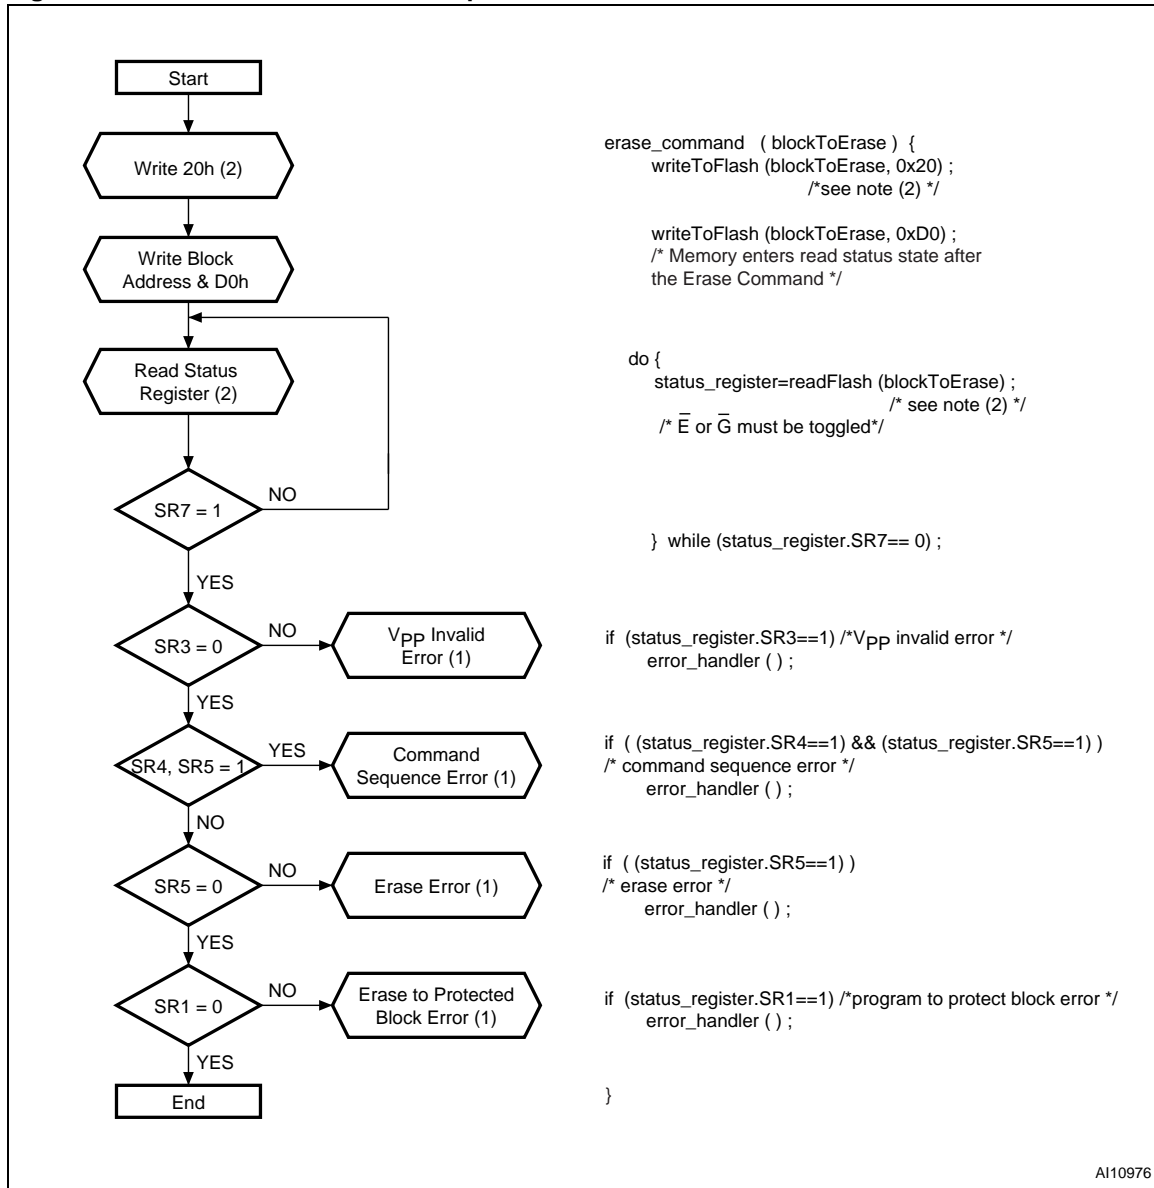 Start
Write 20h (2)
Write Block
Address & D0h
Read Status
Register (2)
SR7 = 1
NO
YES
SR3 = 0
NO
VPP Invalid
Error (1)
YES
SR4, SR5 = 1
YES
Command
Sequence Error (1)
NO
SR5 = 0
NO
Erase Error (1)
YES
SR1 = 0
NO
Erase to Protected
Block Error (1)
YES
End
erase_command ( blockToErase ) {
writeToFlash (blockToErase, 0x20) ;
/*see note (2) */
writeToFlash (blockToErase, 0xD0) ;
/* Memory enters read status state after
the Erase Command */
do {
status_register=readFlash (blockToErase) ;
/* see note (2) */
/* E̅ or G̅ must be toggled*/
} while (status_register.SR7== 0) ;
if (status_register.SR3==1) /*VPP invalid error */
error_handler ( ) ;
if ( (status_register.SR4==1) && (status_register.SR5==1) )
/* command sequence error */
error_handler ( ) ;
if ( (status_register.SR5==1) )
/* erase error */
error_handler ( ) ;
if (status_register.SR1==1) /*program to protect block error */
error_handler ( ) ;
}
AI10976